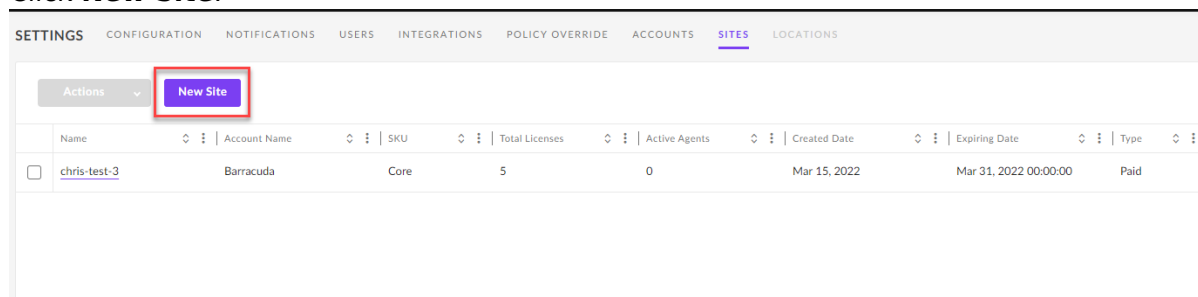 SETTINGS CONFIGURATION NOTIFICATIONS USERS INTEGRATIONS POLICY OVERRIDE ACCOUNTS SITES LOCATIONS
Actions New Site
Name Account Name SKU Total Licenses Active Agents Created Date Expiring Date Type
chris-test-3 Barracuda Core 5 0 Mar 15, 2022 Mar 31, 2022 00:00:00 Paid